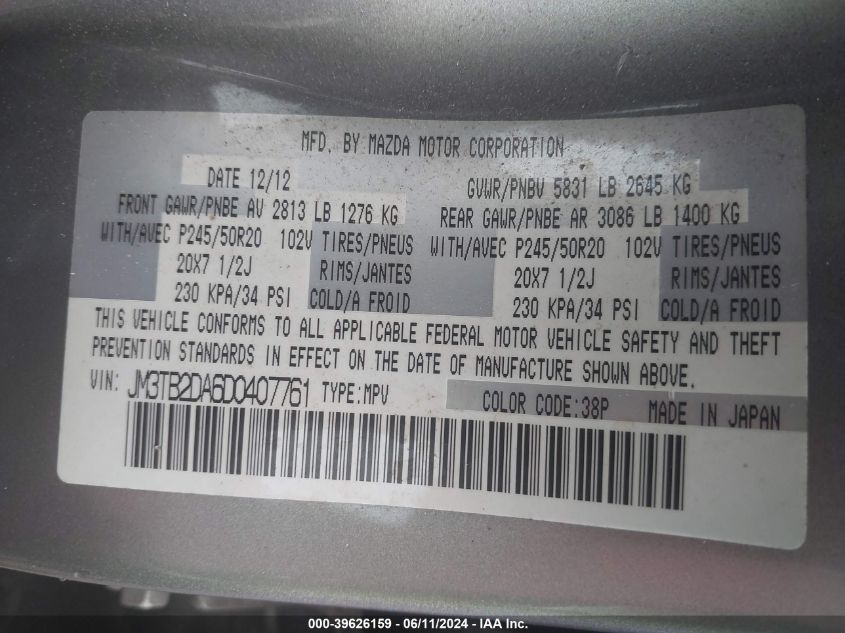 MFD. BY MAZDA MOTOR CORPORATION
DATE 12/12 GVWR/PNBV 5831 LB 2645 KG
FRONT GAWR/PNBE AV 2813 LB 1276 KG REAR GAWR/PNBE AR 3086 LB 1400 KG
WITH/AVEC P245/50R20 102V TIRES/PNEUS WITH/AVEC P245/50R20 102V TIRES/PNEUS
20X7 1/2J RIMS/JANTES 20X7 1/2J RIMS/JANTES
230 KPA/34 PSI COLD/A FROID 230 KPA/34 PSI COLD/A FROID
THIS VEHICLE CONFORMS TO ALL APPLICABLE FEDERAL MOTOR VEHICLE SAFETY AND THEFT
PREVENTION STANDARDS IN EFFECT ON THE DATE OF MANUFACTURE SHOWN ABOVE.
VIN: JM3TB2DA6D0407761 TYPE:MPV COLOR CODE:38P MADE IN JAPAN
000-39626159 - 06/11/2024 - IAA Inc.